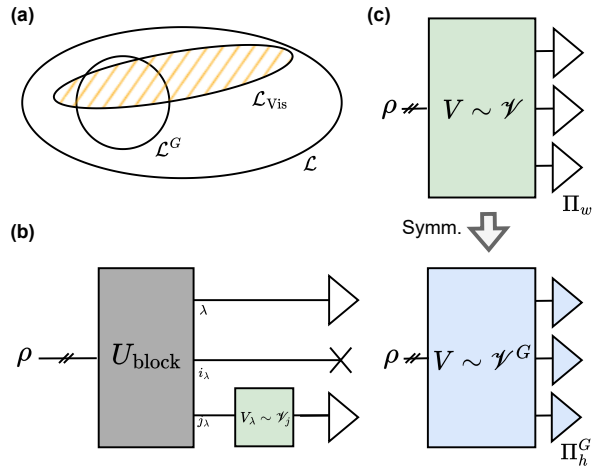 (a)
ℒ_Vis
ℒ^G
ℒ
(b)
ρ
U_block
λ
i_λ
j_λ
V_λ ~ 𝒱_j
(c)
ρ
V ~ 𝒱
Π_w
Symm.
ρ
V ~ 𝒱^G
Π_h^G